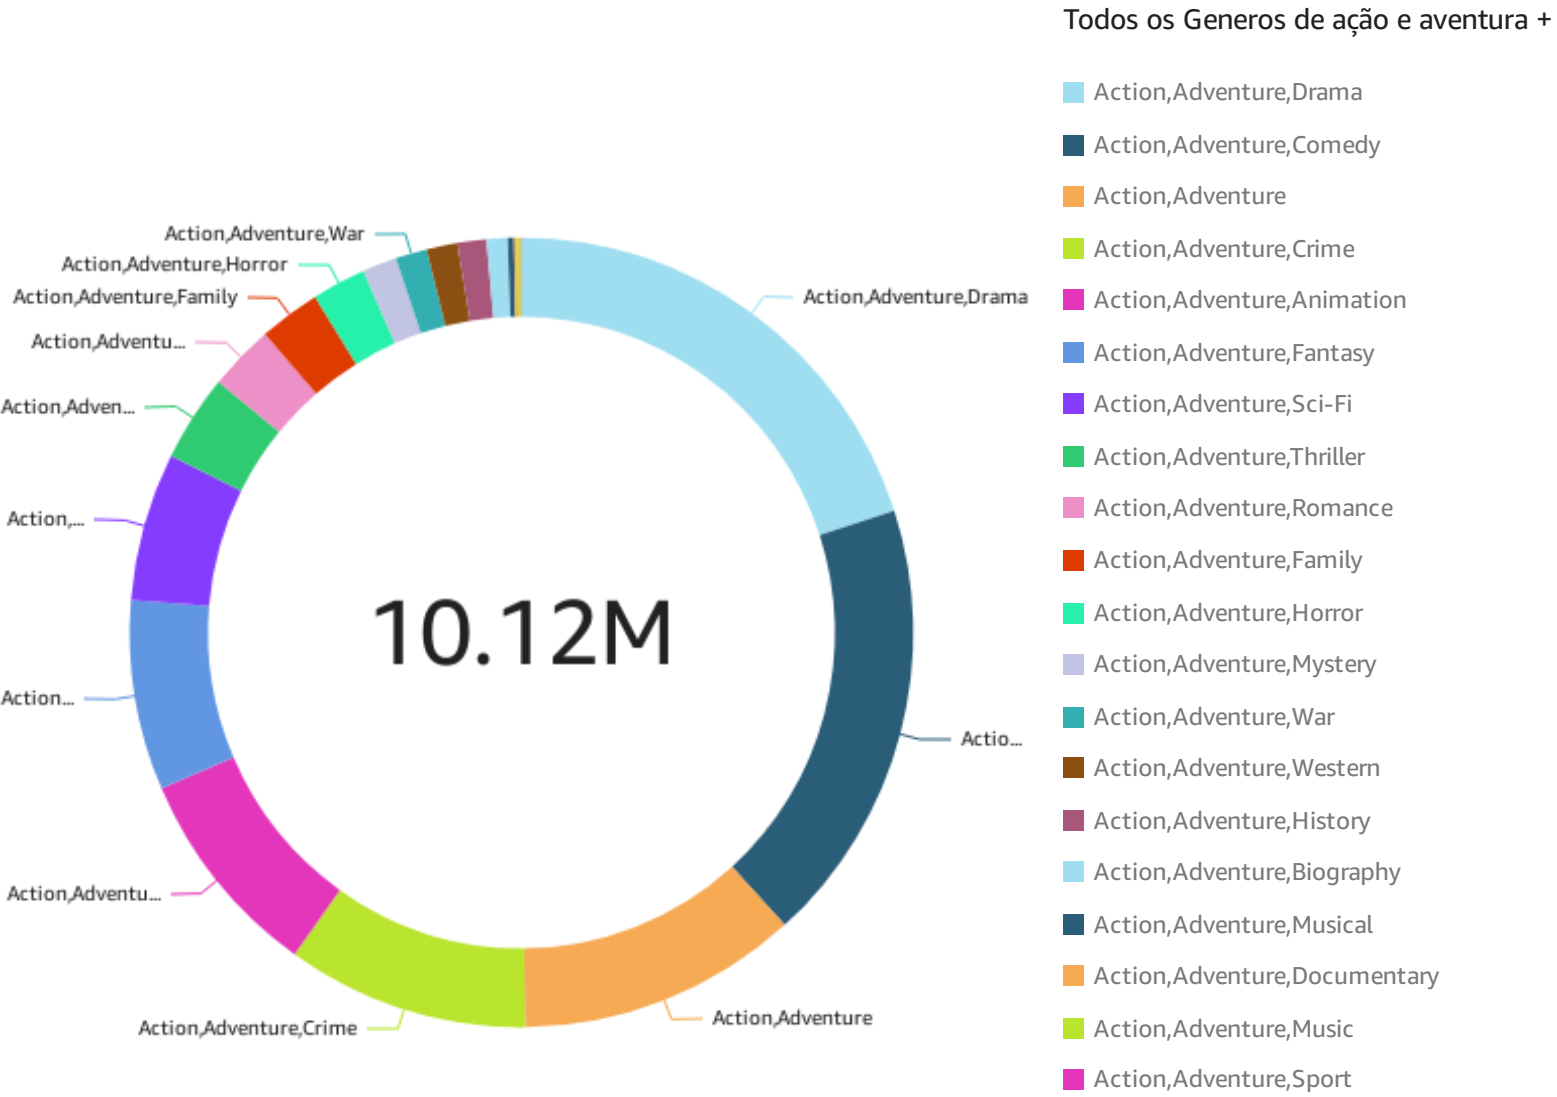 Todos os Generos de ação e aventura +
Action,Adventure,Drama
Action,Adventure,Comedy
Action,Adventure
Action,Adventure,Crime
Action,Adventure,Animation
Action,Adventure,Fantasy
Action,Adventure,Sci-Fi
Action,Adventure,Thriller
Action,Adventure,Romance
Action,Adventure,Family
Action,Adventure,Horror
Action,Adventure,Mystery
Action,Adventure,War
Action,Adventure,Western
Action,Adventure,History
Action,Adventure,Biography
Action,Adventure,Musical
Action,Adventure,Documentary
Action,Adventure,Music
Action,Adventure,Sport
Action,Adventure,War
Action,Adventure,Horror
Action,Adventure,Family
Action,Adventu...
Action,Adven...
Action,...
Action...
Action,Adventu...
Action,Adventure,Crime
Action,Adventure
Actio...
Action,Adventure,Drama
10.12M